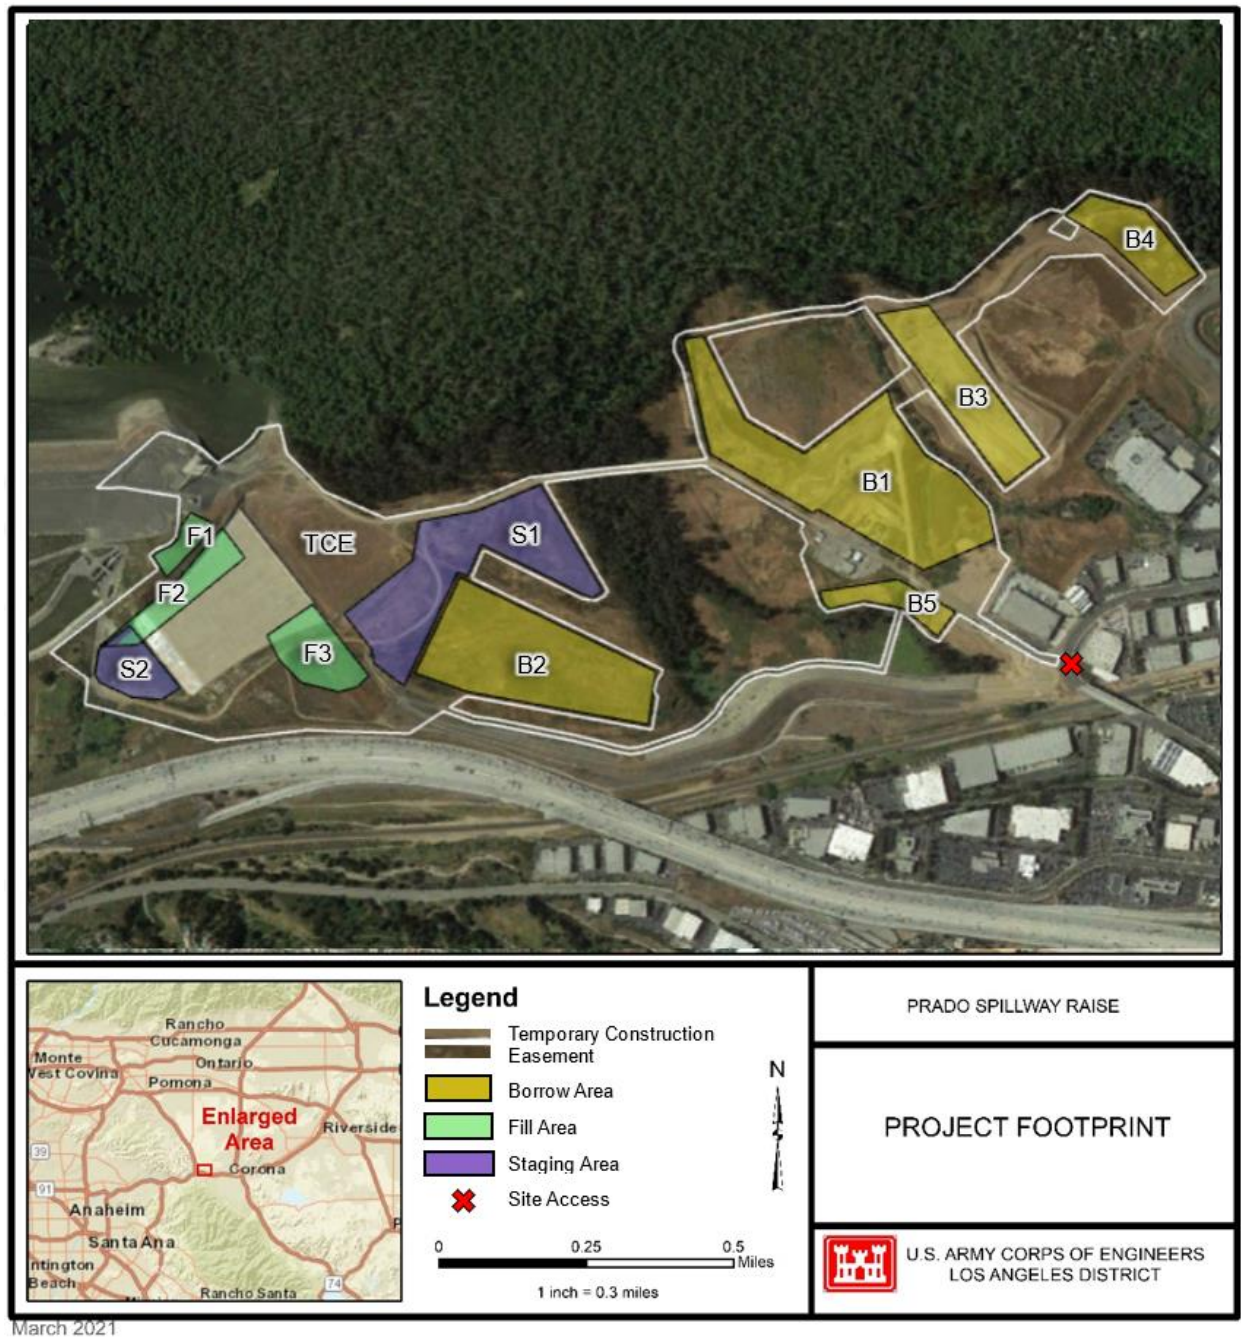 B4
B3
B1
S1
F1
TCE
F2
B5
F3
B2
S2
Rancho
Cucamonga
Monte
West Covina
Ontario
Pomona
Enlarged
Area
Riverside
39
Corona
91
Anaheim
Santa Ana
ntington
Beach
74
Rancho Santa
Legend
Temporary Construction
Easement
Borrow Area
Fill Area
Staging Area
Site Access
N
0 0.25 0.5
Miles
1 inch = 0.3 miles
PRADO SPILLWAY RAISE
PROJECT FOOTPRINT
U.S. ARMY CORPS OF ENGINEERS
LOS ANGELES DISTRICT
March 2021